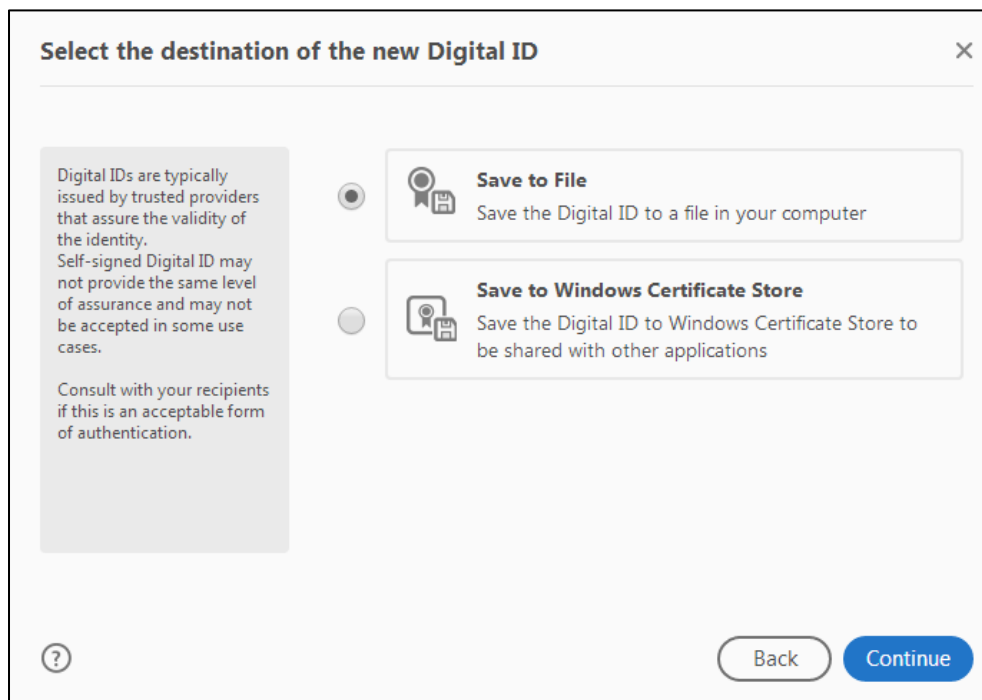 Select the destination of the new Digital ID
Digital IDs are typically
issued by trusted providers
that assure the validity of
the identity.
Self-signed Digital ID may
not provide the same level
of assurance and may not
be accepted in some use
cases.
Consult with your recipients
if this is an acceptable form
of authentication.
Save to File
Save the Digital ID to a file in your computer
Save to Windows Certificate Store
Save the Digital ID to Windows Certificate Store to
be shared with other applications
?
Back
Continue